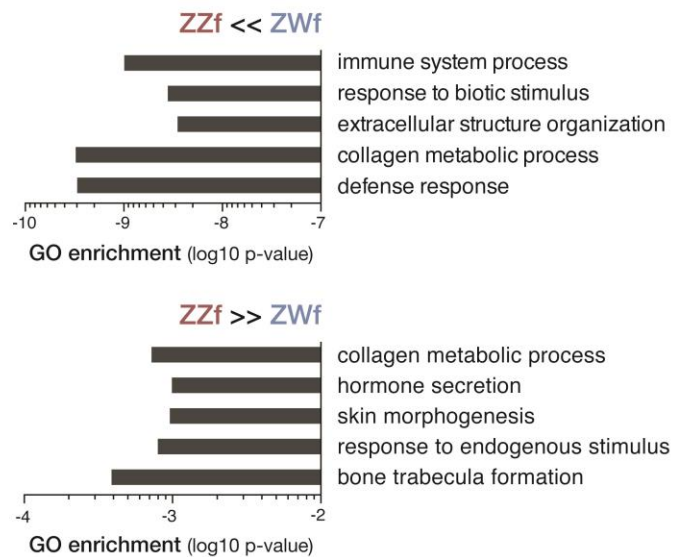 ZZf << ZWf
immune system process
response to biotic stimulus
extracellular structure organization
collagen metabolic process
defense response
-10 -9 -8 -7
GO enrichment (log10 p-value)
ZZf >> ZWf
collagen metabolic process
hormone secretion
skin morphogenesis
response to endogenous stimulus
bone trabecula formation
-4 -3 -2
GO enrichment (log10 p-value)